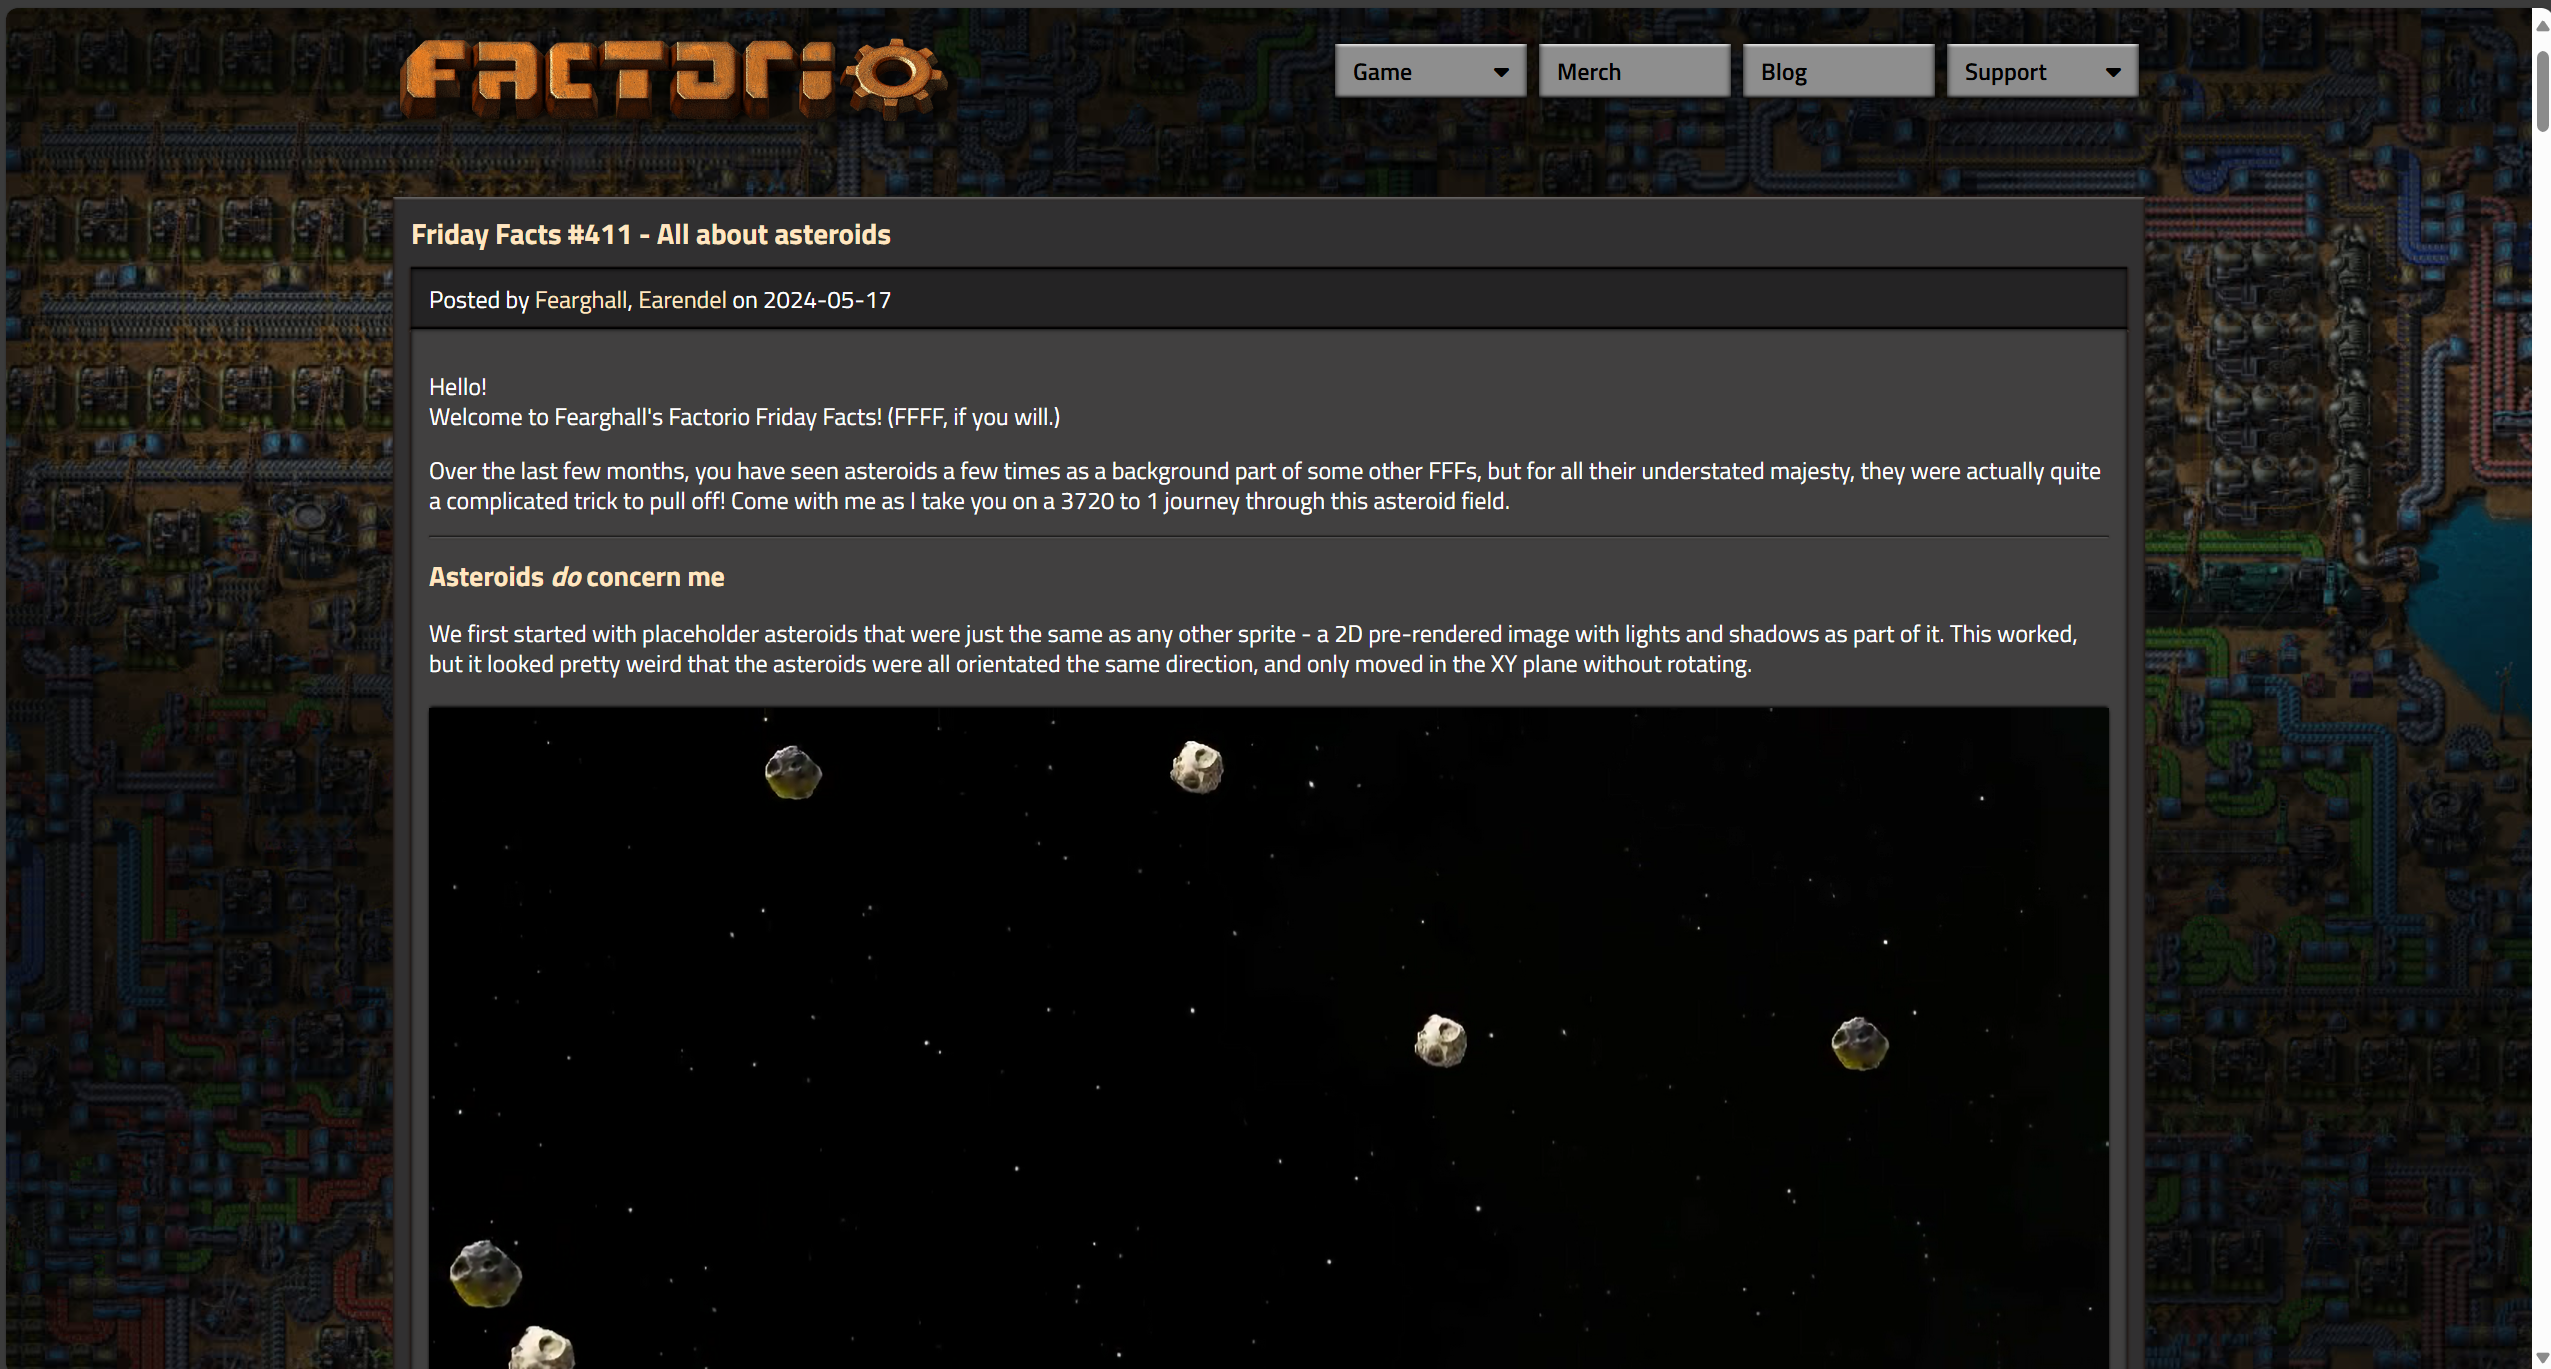 FACTORIO
Game
Merch
Blog
Support
Friday Facts #411 - All about asteroids
Posted by Fearghall, Earendel on 2024-05-17
Hello!
Welcome to Fearghall's Factorio Friday Facts! (FFFF, if you will.)
Over the last few months, you have seen asteroids a few times as a background part of some other FFFs, but for all their understated majesty, they were actually quite
a complicated trick to pull off! Come with me as I take you on a 3720 to 1 journey through this asteroid field.
Asteroids do concern me
We first started with placeholder asteroids that were just the same as any other sprite - a 2D pre-rendered image with lights and shadows as part of it. This worked,
but it looked pretty weird that the asteroids were all orientated the same direction, and only moved in the XY plane without rotating.